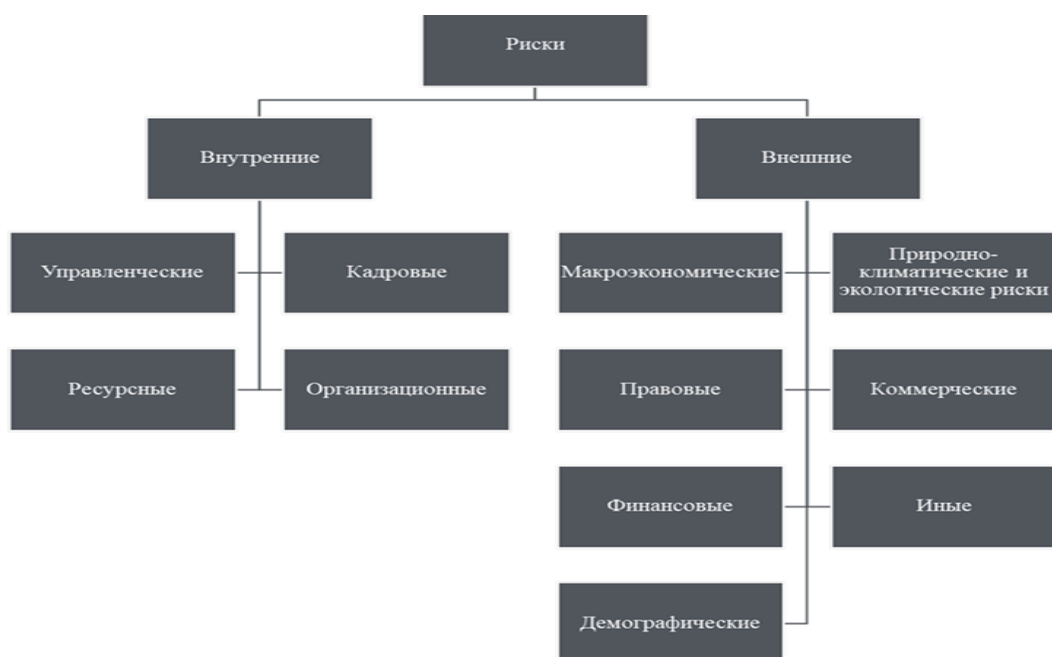 Риски
Внутренние
Внешние
Управленческие
Кадровые
Макроэкономические
Природно-
климатические и
экологические риски
Ресурсные
Организационные
Правовые
Коммерческие
Финансовые
Иные
Демографические